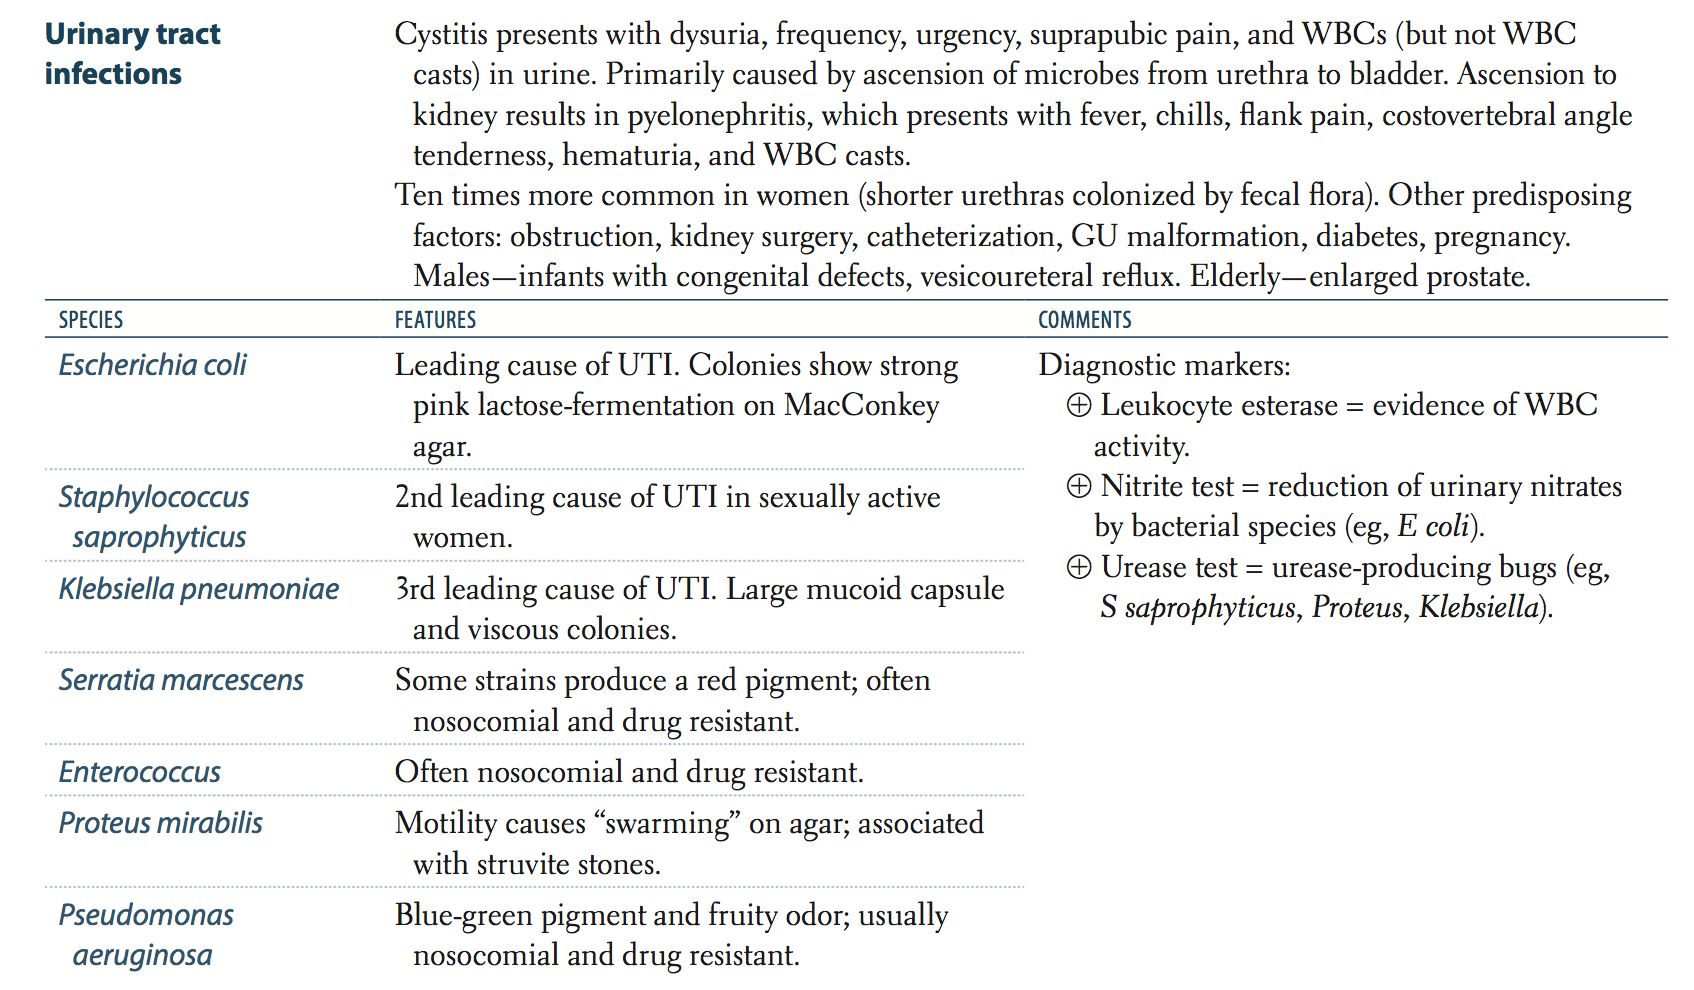 Urinary tract
infections
Cystitis presents with dysuria, frequency, urgency, suprapubic pain, and WBCs (but not WBC
casts) in urine. Primarily caused by ascension of microbes from urethra to bladder. Ascension to
kidney results in pyelonephritis, which presents with fever, chills, flank pain, costovertebral angle
tenderness, hematuria, and WBC casts.
Ten times more common in women (shorter urethras colonized by fecal flora). Other predisposing
factors: obstruction, kidney surgery, catheterization, GU malformation, diabetes, pregnancy.
Males—infants with congenital defects, vesicoureteral reflux. Elderly—enlarged prostate.
SPECIES FEATURES COMMENTS
Escherichia coli
Leading cause of UTI. Colonies show strong
pink lactose-fermentation on MacConkey
agar.
Staphylococcus
saprophyticus
2nd leading cause of UTI in sexually active
women.
Klebsiella pneumoniae
3rd leading cause of UTI. Large mucoid capsule
and viscous colonies.
Serratia marcescens
Some strains produce a red pigment; often
nosocomial and drug resistant.
Enterococcus
Often nosocomial and drug resistant.
Proteus mirabilis
Motility causes “swarming” on agar; associated
with struvite stones.
Pseudomonas
aeruginosa
Blue-green pigment and fruity odor; usually
nosocomial and drug resistant.
Diagnostic markers:
⊕ Leukocyte esterase = evidence of WBC
activity.
⊕ Nitrite test = reduction of urinary nitrates
by bacterial species (eg, E coli).
⊕ Urease test = urease-producing bugs (eg,
S saprophyticus, Proteus, Klebsiella).